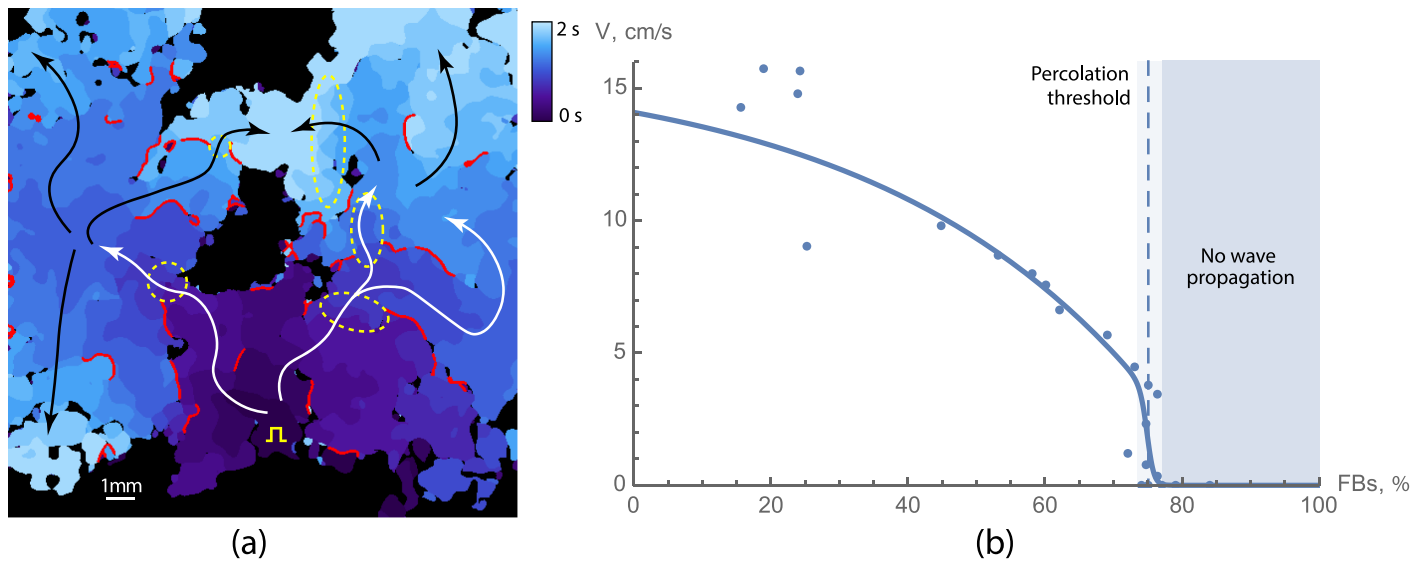 2 s
0 s
1mm
(a)
V, cm/s
15
10
5
0
Percolation
threshold
No wave
propagation
0
20
40
60
80
100
FBs, %
(b)